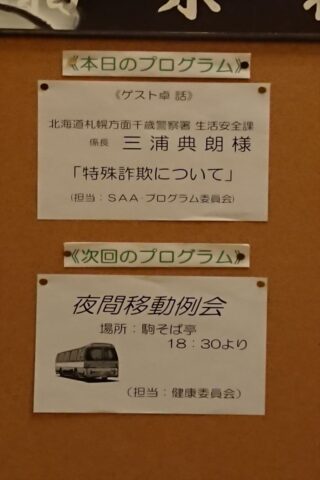 《本日のプログラム》
《ゲスト卓話》
北海道札幌方面千歳警察署 生活安全課
係長 三浦典朗様
「特殊詐欺について」
(担当：SAA・プログラム委員会)
《次回のプログラム》
夜間移動例会
場所：駒そば亭
18：30より
(担当：健康委員会)